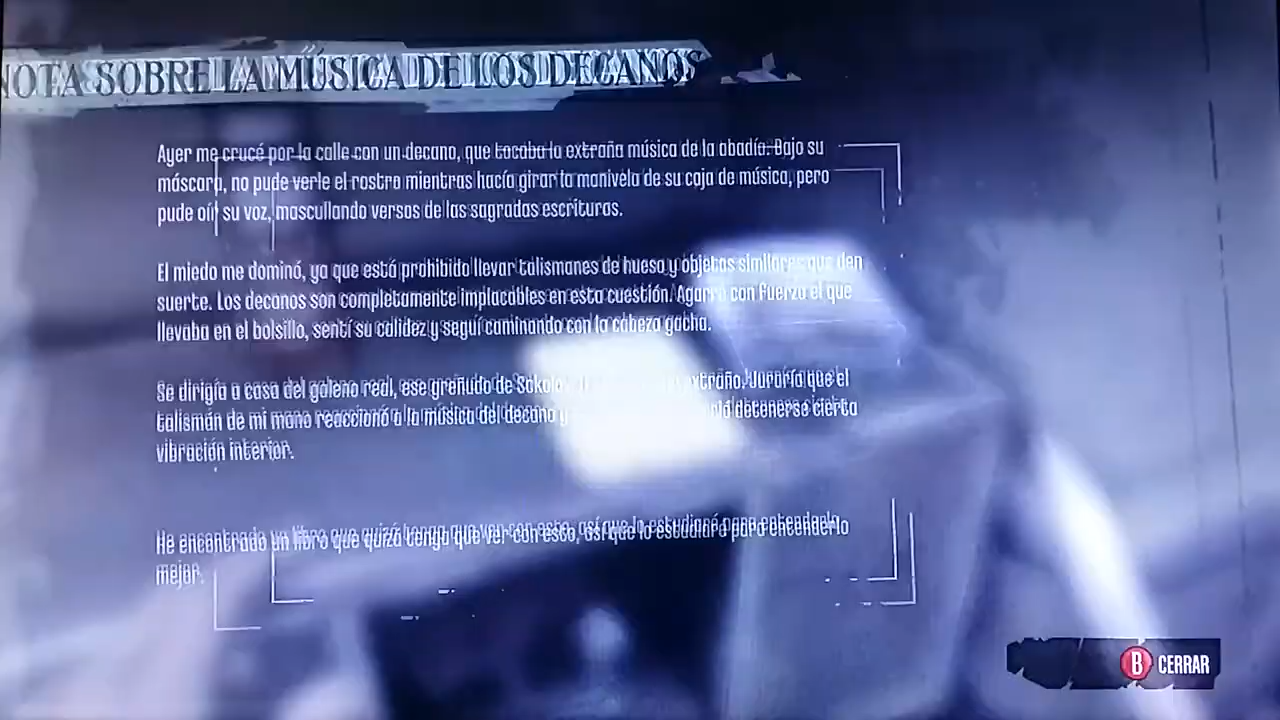 NOTA SOBRE LA MÚSICA DE LOS DECANOS
Ayer me crucé por la calle con un decano, que tocaba la extraña música de la abadía. Bajo su
máscara, no pude verle el rostro mientras hacía girar la manivela de su caja de música, pero
pude oír su voz, mascullando versos de las sagradas escrituras.
El miedo me dominó, ya que está prohibido llevar talismanes de hueso y objetos similares que den
suerte. Los decanos son completamente implacables en esta cuestión. Agarré con fuerza el que
llevaba en el bolsillo, sentí su calidez y seguí caminando con la cabeza gacha.
Se dirigía a casa del galeno real, ese greñudo de Sokolov extraño. Juraría que el
talismán de mi mano reaccionó a la música del decano y detenerse cierta
vibración interior.
He encontrado un libro que quizá tenga que ver con esto, así que lo estudiaré para entenderlo
mejor.
B CERRAR